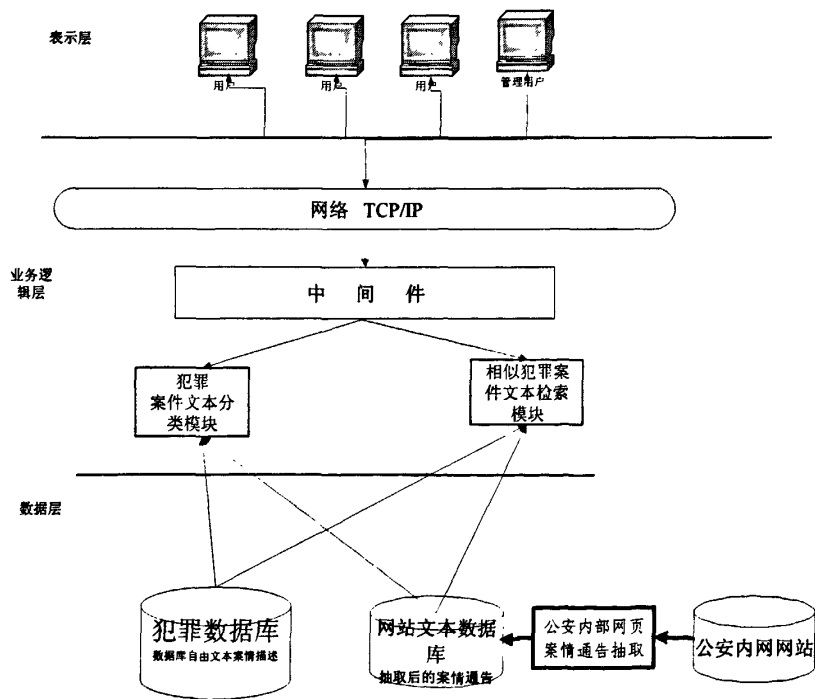 表示层
用户
用户
用户
管理用户
网络 TCP/IP
业务逻
辑层
中 间 件
犯罪
案件文本分
类模块
相似犯罪案
件文本检索
模块
数据层
犯罪数据库
数据库自由文本案情描述
网站文本数据
库
抽取后的案情通告
公安内部网页
案情通告抽取
公安内网网站